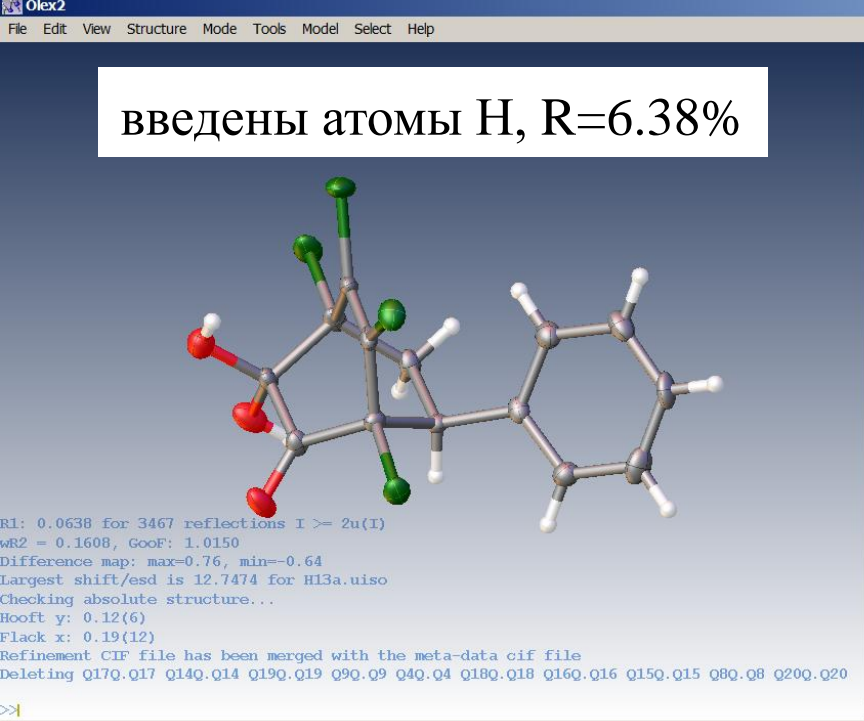 Olex2
File Edit View Structure Mode Tools Model Select Help
введены атомы H, R=6.38%
R1: 0.0638 for 3467 reflections I >= 2u(I)
wR2 = 0.1608, GooF: 1.0150
Difference map: max=0.76, min=-0.64
Largest shift/esd is 12.7474 for H13a.uiso
Checking absolute structure...
Hooft y: 0.12(6)
Flack x: 0.19(12)
Refinement CIF file has been merged with the meta-data cif file
Deleting Q17Q.Q17 Q14Q.Q14 Q19Q.Q19 Q9Q.Q9 Q4Q.Q4 Q18Q.Q18 Q16Q.Q16 Q15Q.Q15 Q8Q.Q8 Q20Q.Q20
>>